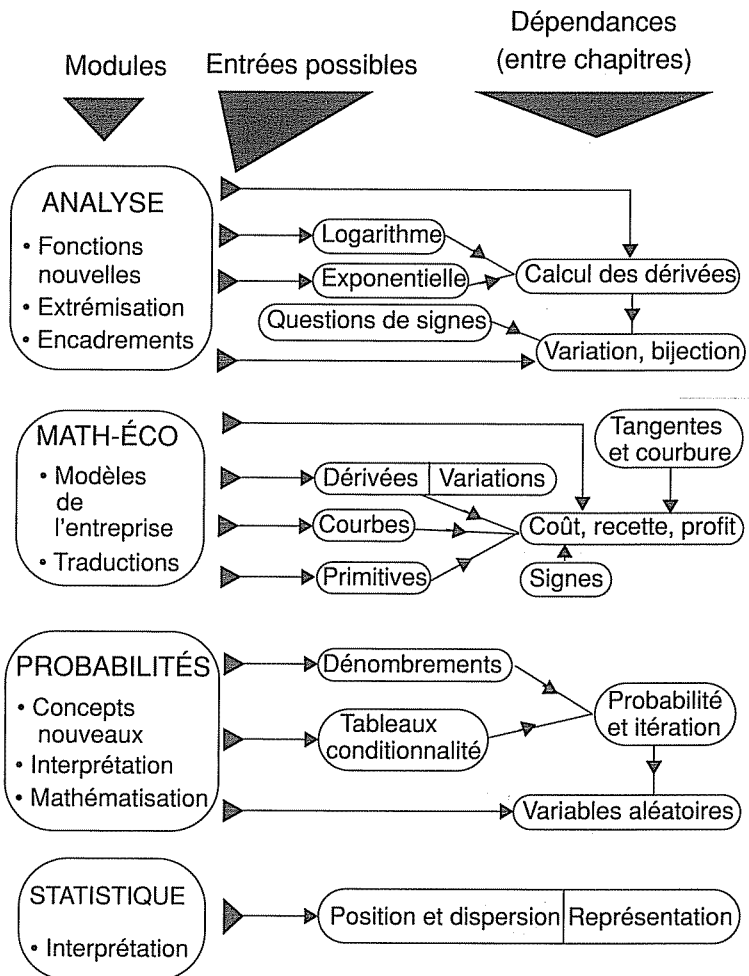 Modules
Entrées possibles
Dépendances
(entre chapitres)
ANALYSE
• Fonctions
nouvelles
• Extrémisation
• Encadrements
Logarithme
Exponentielle
Calcul des dérivées
Questions de signes
Variation, bijection
MATH-ÉCO
• Modèles
de
l'entreprise
• Traductions
Tangentes
et courbure
Dérivées Variations
Courbes
Coût, recette, profit
Primitives
Signes
PROBABILITÉS
• Concepts
nouveaux
• Interprétation
• Mathématisation
Dénombrements
Tableaux
conditionnalité
Probabilité
et itération
Variables aléatoires
STATISTIQUE
• Interprétation
Position et dispersion Représentation